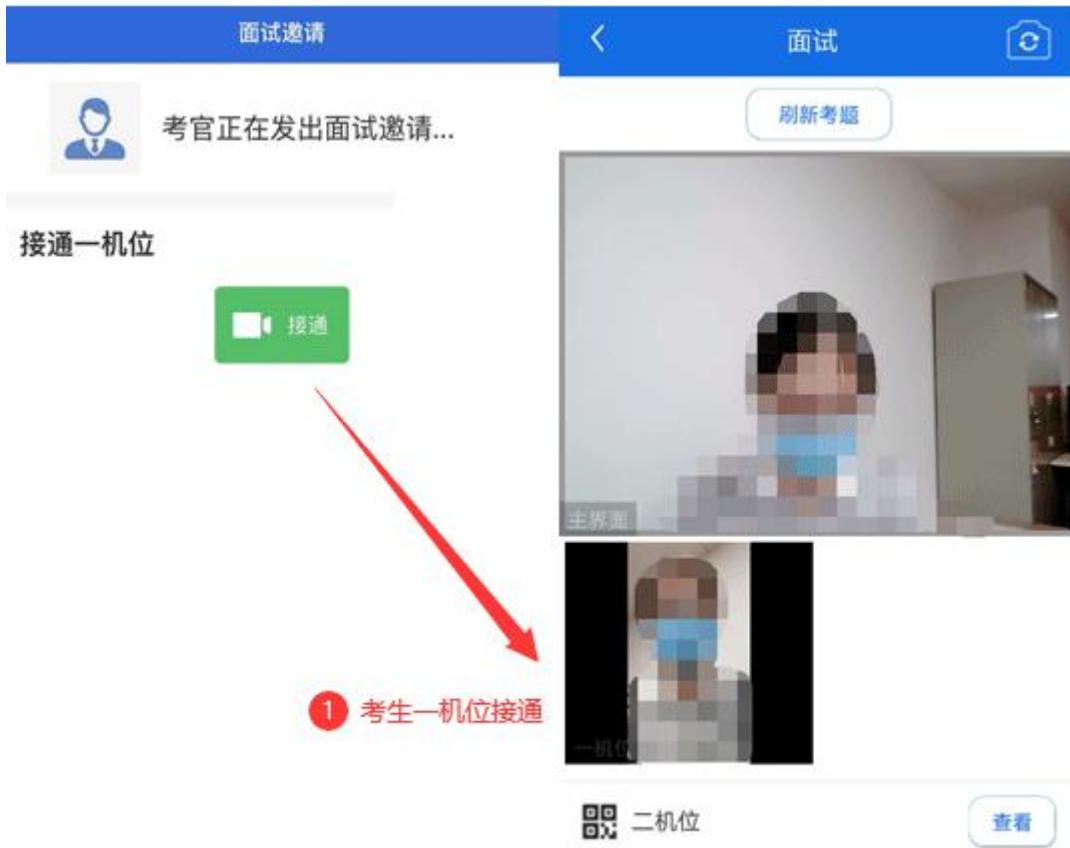 面试邀请
考官正在发出面试邀请...
接通一机位
接通
1 考生一机位接通
面试
刷新考题
主界面
一机位
二机位
查看